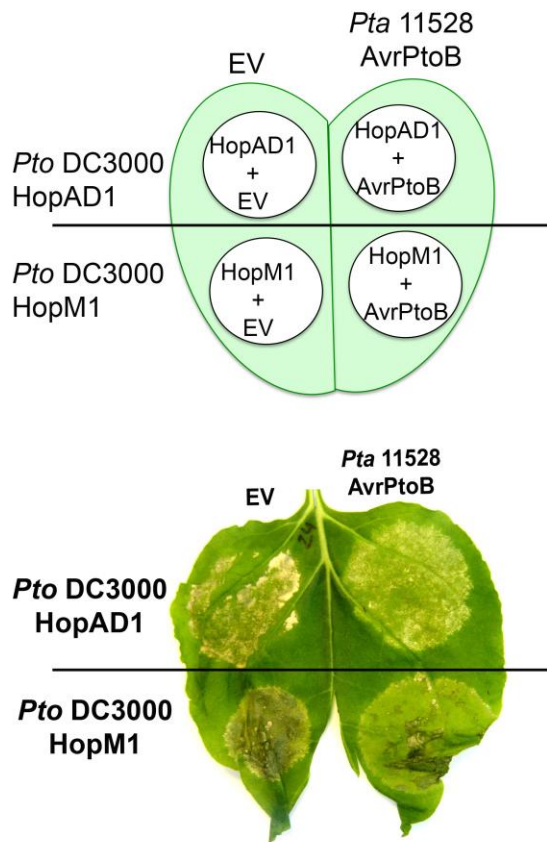 Pta 11528
EV AvrPtoB
Pto DC3000
HopAD1
HopAD1
+
EV
HopAD1
+
AvrPtoB
Pto DC3000
HopM1
HopM1
+
EV
HopM1
+
AvrPtoB
Pta 11528
EV AvrPtoB
24
Pto DC3000
HopAD1
Pto DC3000
HopM1